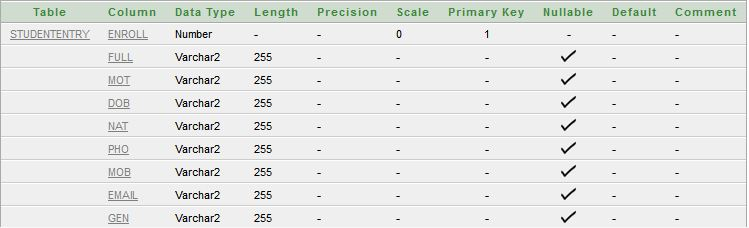 Table Column Data Type Length Precision Scale Primary Key Nullable Default Comment
STUDENTENTRY ENROLL Number - - 0 1 - - -
FULL Varchar2 255 - - - ✓ - -
MOT Varchar2 255 - - - ✓ - -
DOB Varchar2 255 - - - ✓ - -
NAT Varchar2 255 - - - ✓ - -
PHO Varchar2 255 - - - ✓ - -
MOB Varchar2 255 - - - ✓ - -
EMAIL Varchar2 255 - - - ✓ - -
GEN Varchar2 255 - - - ✓ - -